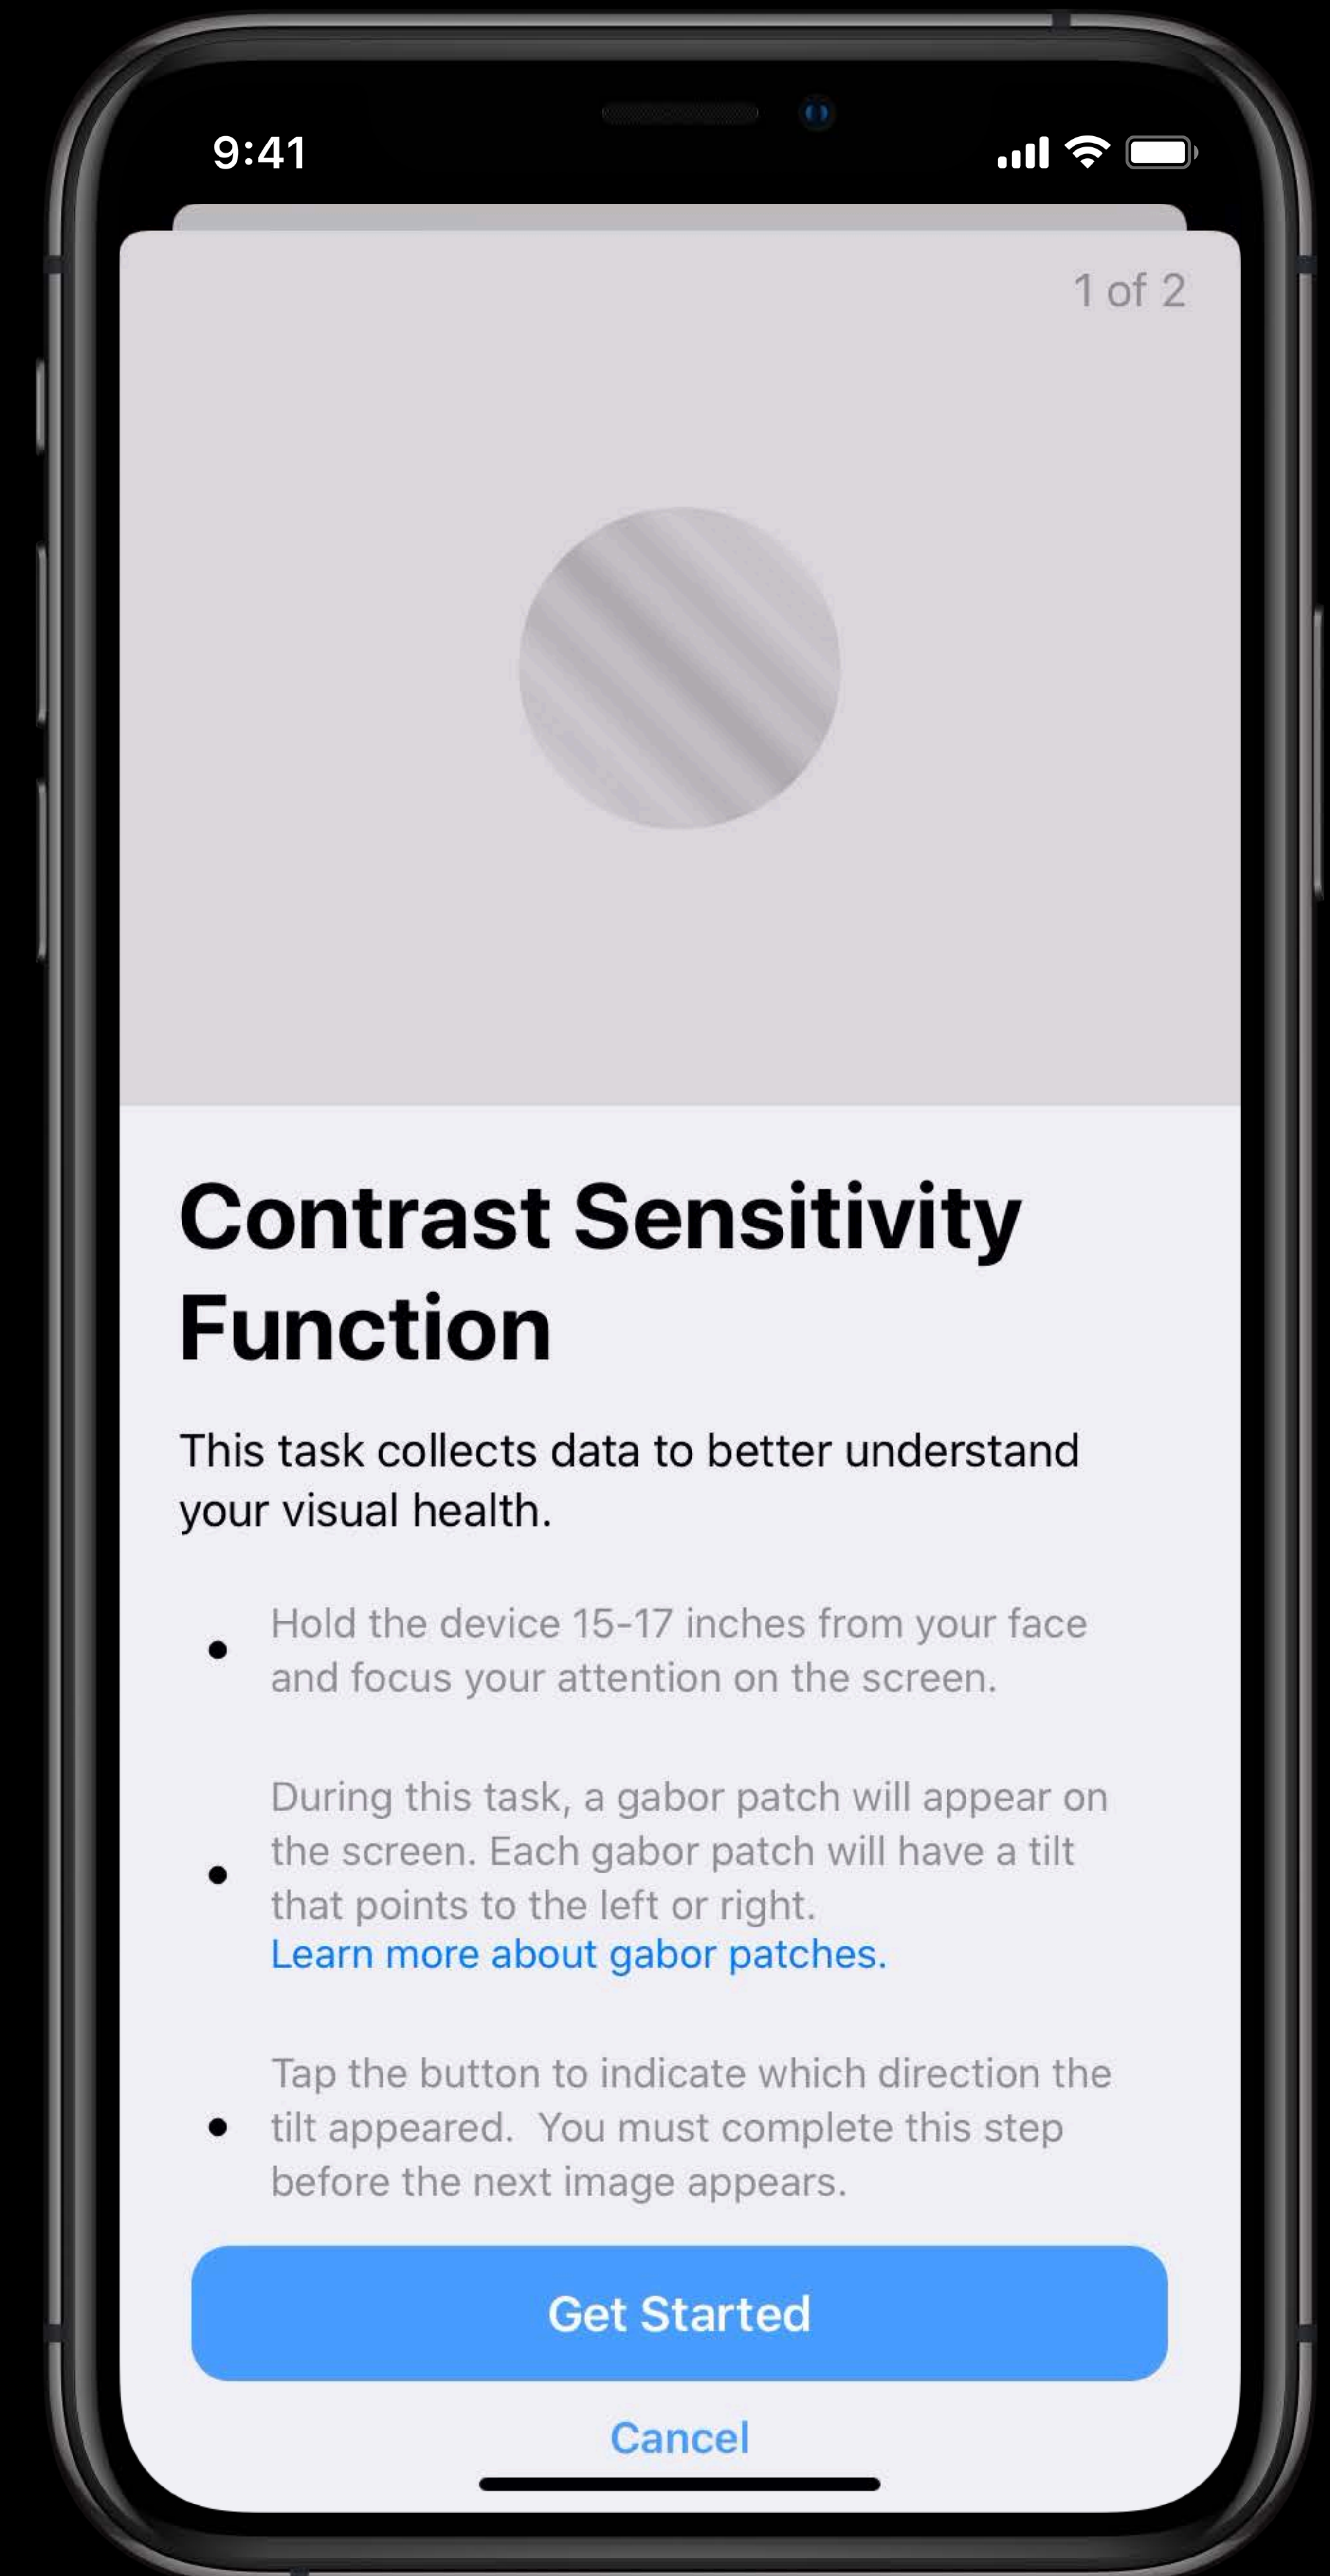 9:41
1 of 2
Contrast Sensitivity
Function
This task collects data to better understand
your visual health.
Hold the device 15-17 inches from your face
and focus your attention on the screen.
During this task, a gabor patch will appear on
the screen. Each gabor patch will have a tilt
that points to the left or right.
Learn more about gabor patches.
Tap the button to indicate which direction the
tilt appeared.  You must complete this step
before the next image appears.
Get Started
Cancel